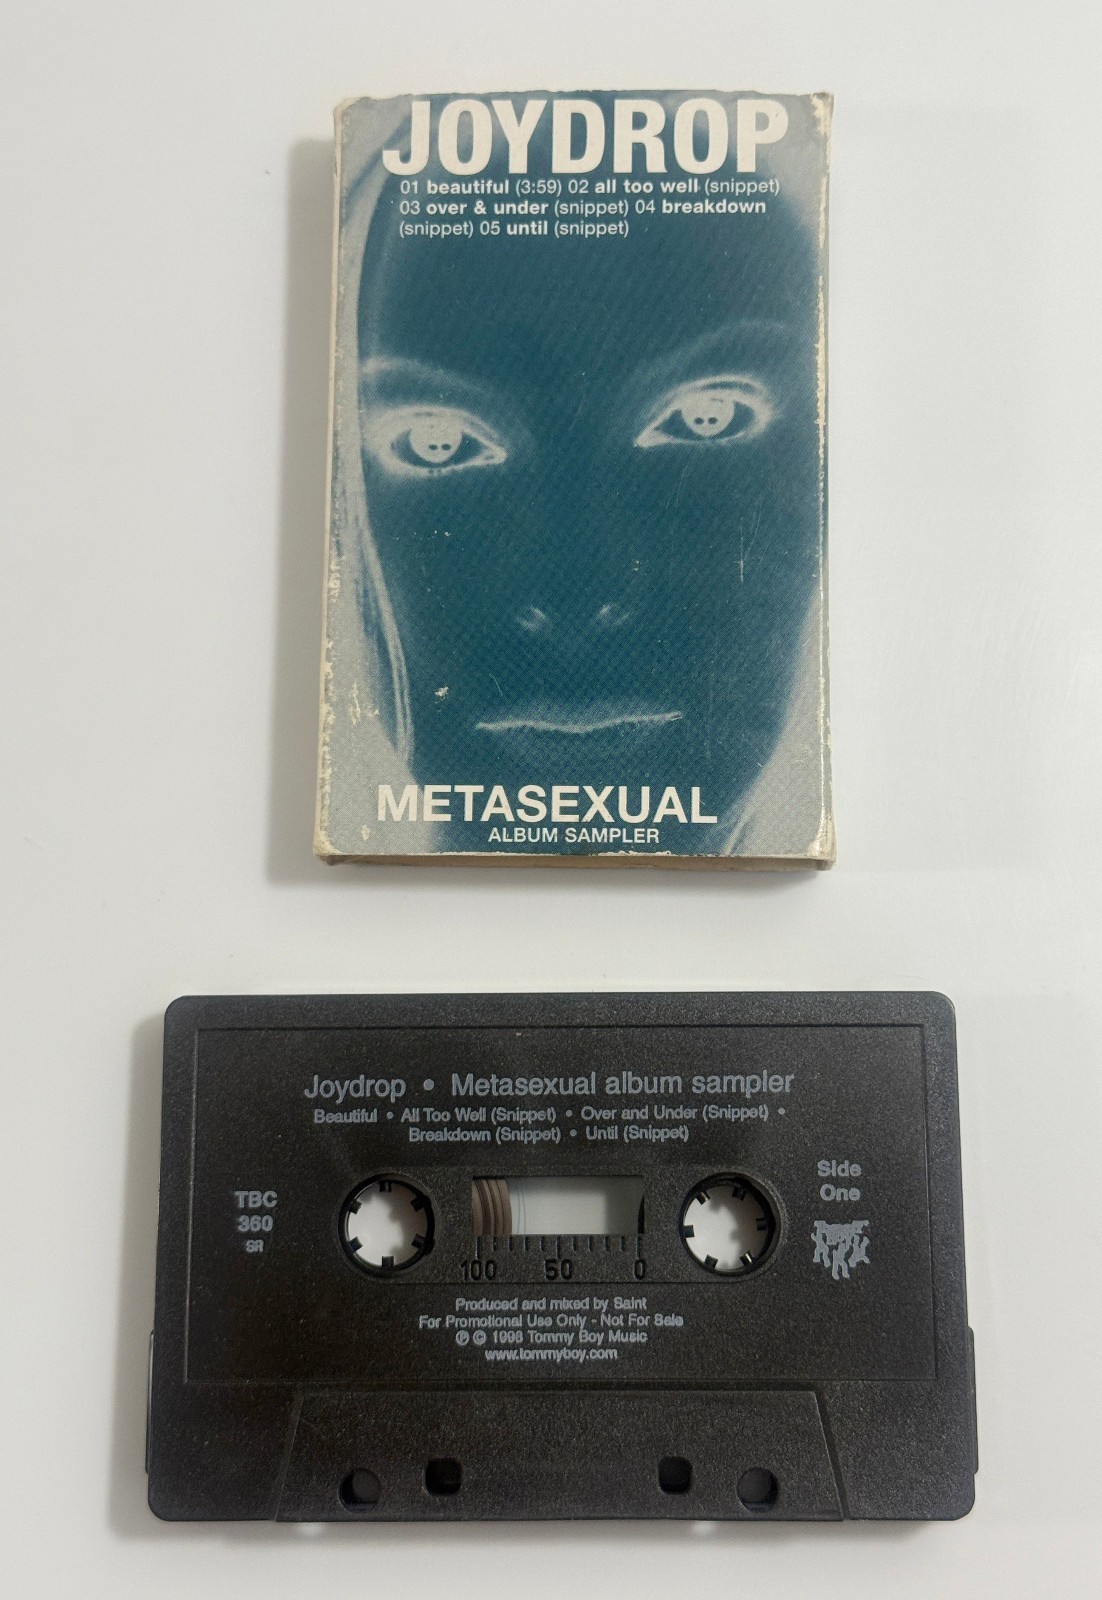 JOYDROP
01 beautiful (3:59) 02 all too well (snippet)
03 over & under (snippet) 04 breakdown
(snippet) 05 until (snippet)
METASEXUAL
ALBUM SAMPLER
Joydrop • Metasexual album sampler
Beautiful • All Too Well (Snippet) • Over and Under (Snippet) •
Breakdown (Snippet) • Until (Snippet)
TBC
360
SR
Side
One
100 50 0
Produced and mixed by Saint
For Promotional Use Only - Not For Sale
℗ © 1998 Tommy Boy Music
www.tommyboy.com